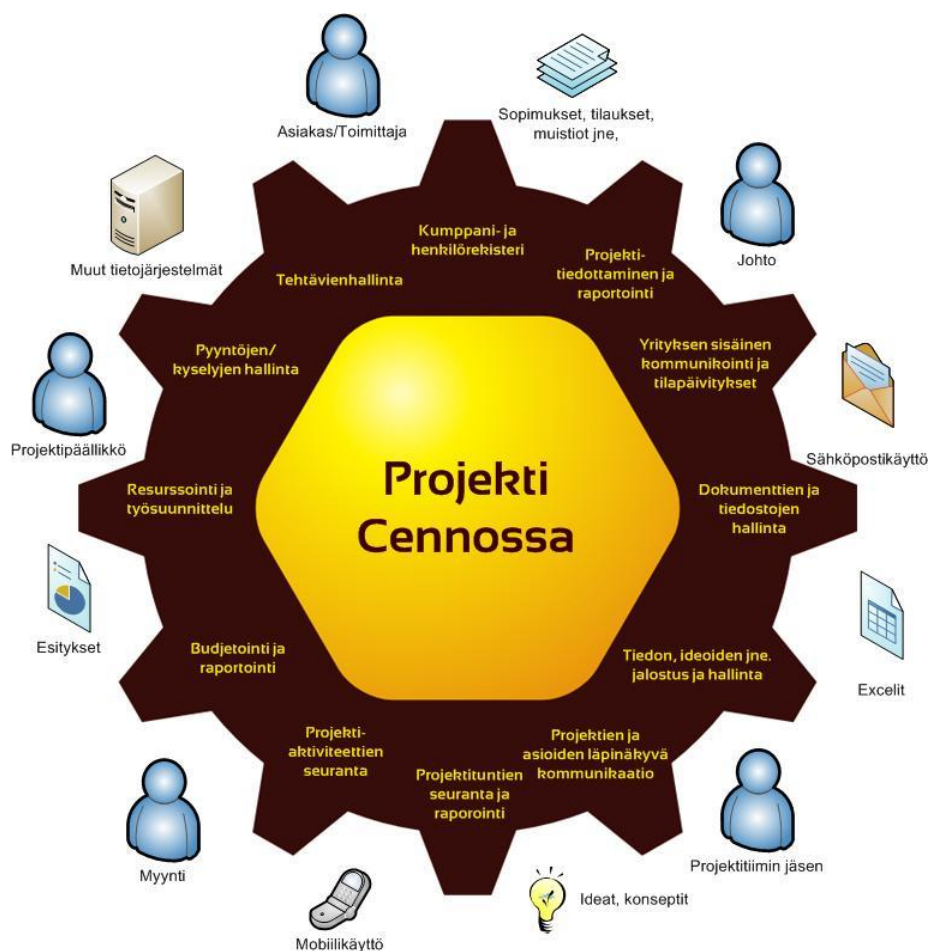 Asiakas/Toimittaja
Sopimukset, tilaukset,
muistiot jne,
Muut tietojärjestelmät
Johto
Kumppani- ja
henkilörekisteri
Tehtävienhallinta
Projekti-
tiedottaminen ja
raportointi
Pyyntöjen/
kyselyjen hallinta
Yrityksen sisäinen
kommunikointi ja
tilapäivitykset
Projektipäällikkö
Sähköpostikäyttö
Projekti
Cennossa
Resurssointi ja
työsuunnittelu
Dokumenttien ja
tiedostojen
hallinta
Esitykset
Budjetointi ja
raportointi
Tiedon, ideoiden jne.
jalostus ja hallinta
Excelit
Projekti-
aktiviteettien
seuranta
Projektituntien
seuranta ja
raporointi
Projektien ja
asioiden läpinäkyvä
kommunikaatio
Myynti
Projektitiimin jäsen
Ideat, konseptit
Mobiilikäyttö